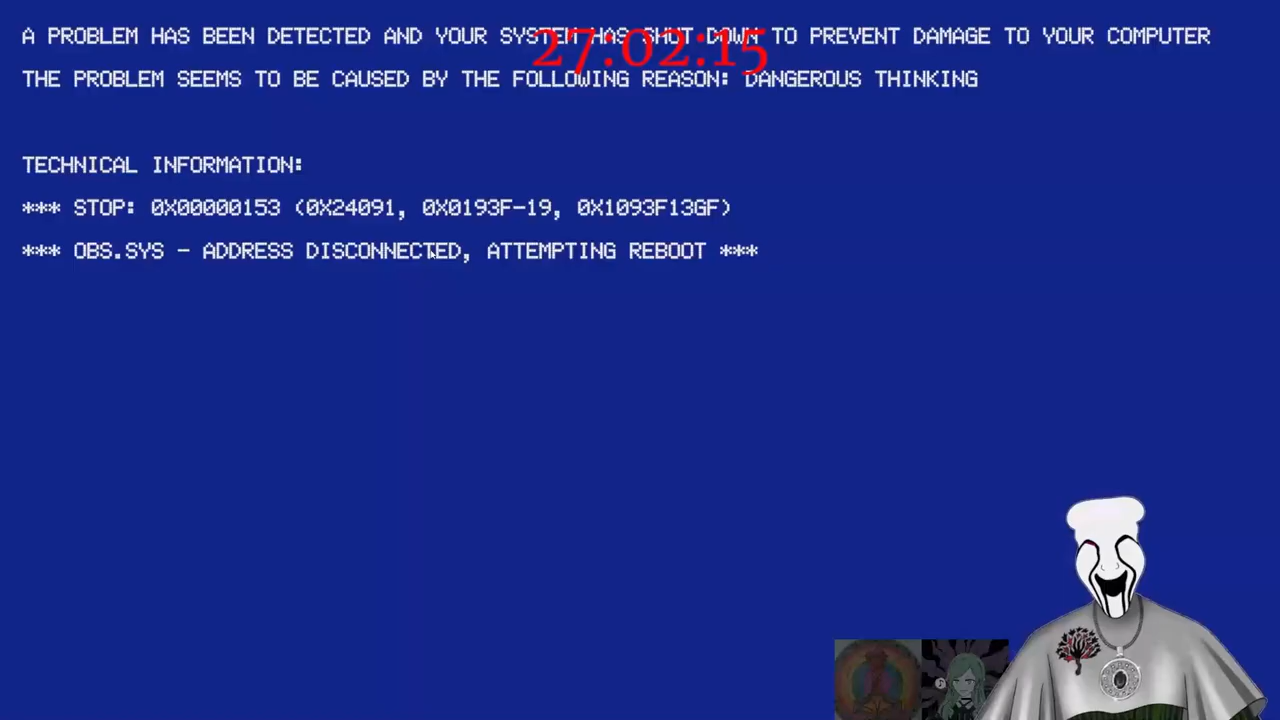 27:02:15
A PROBLEM HAS BEEN DETECTED AND YOUR SYSTEM HAS SHUT DOWN TO PREVENT DAMAGE TO YOUR COMPUTER
THE PROBLEM SEEMS TO BE CAUSED BY THE FOLLOWING REASON: DANGEROUS THINKING
TECHNICAL INFORMATION:
*** STOP: 0X00000153 (0X24091, 0X0193F-19, 0X1093F13GF)
*** OBS.SYS - ADDRESS DISCONNECTED, ATTEMPTING REBOOT ***